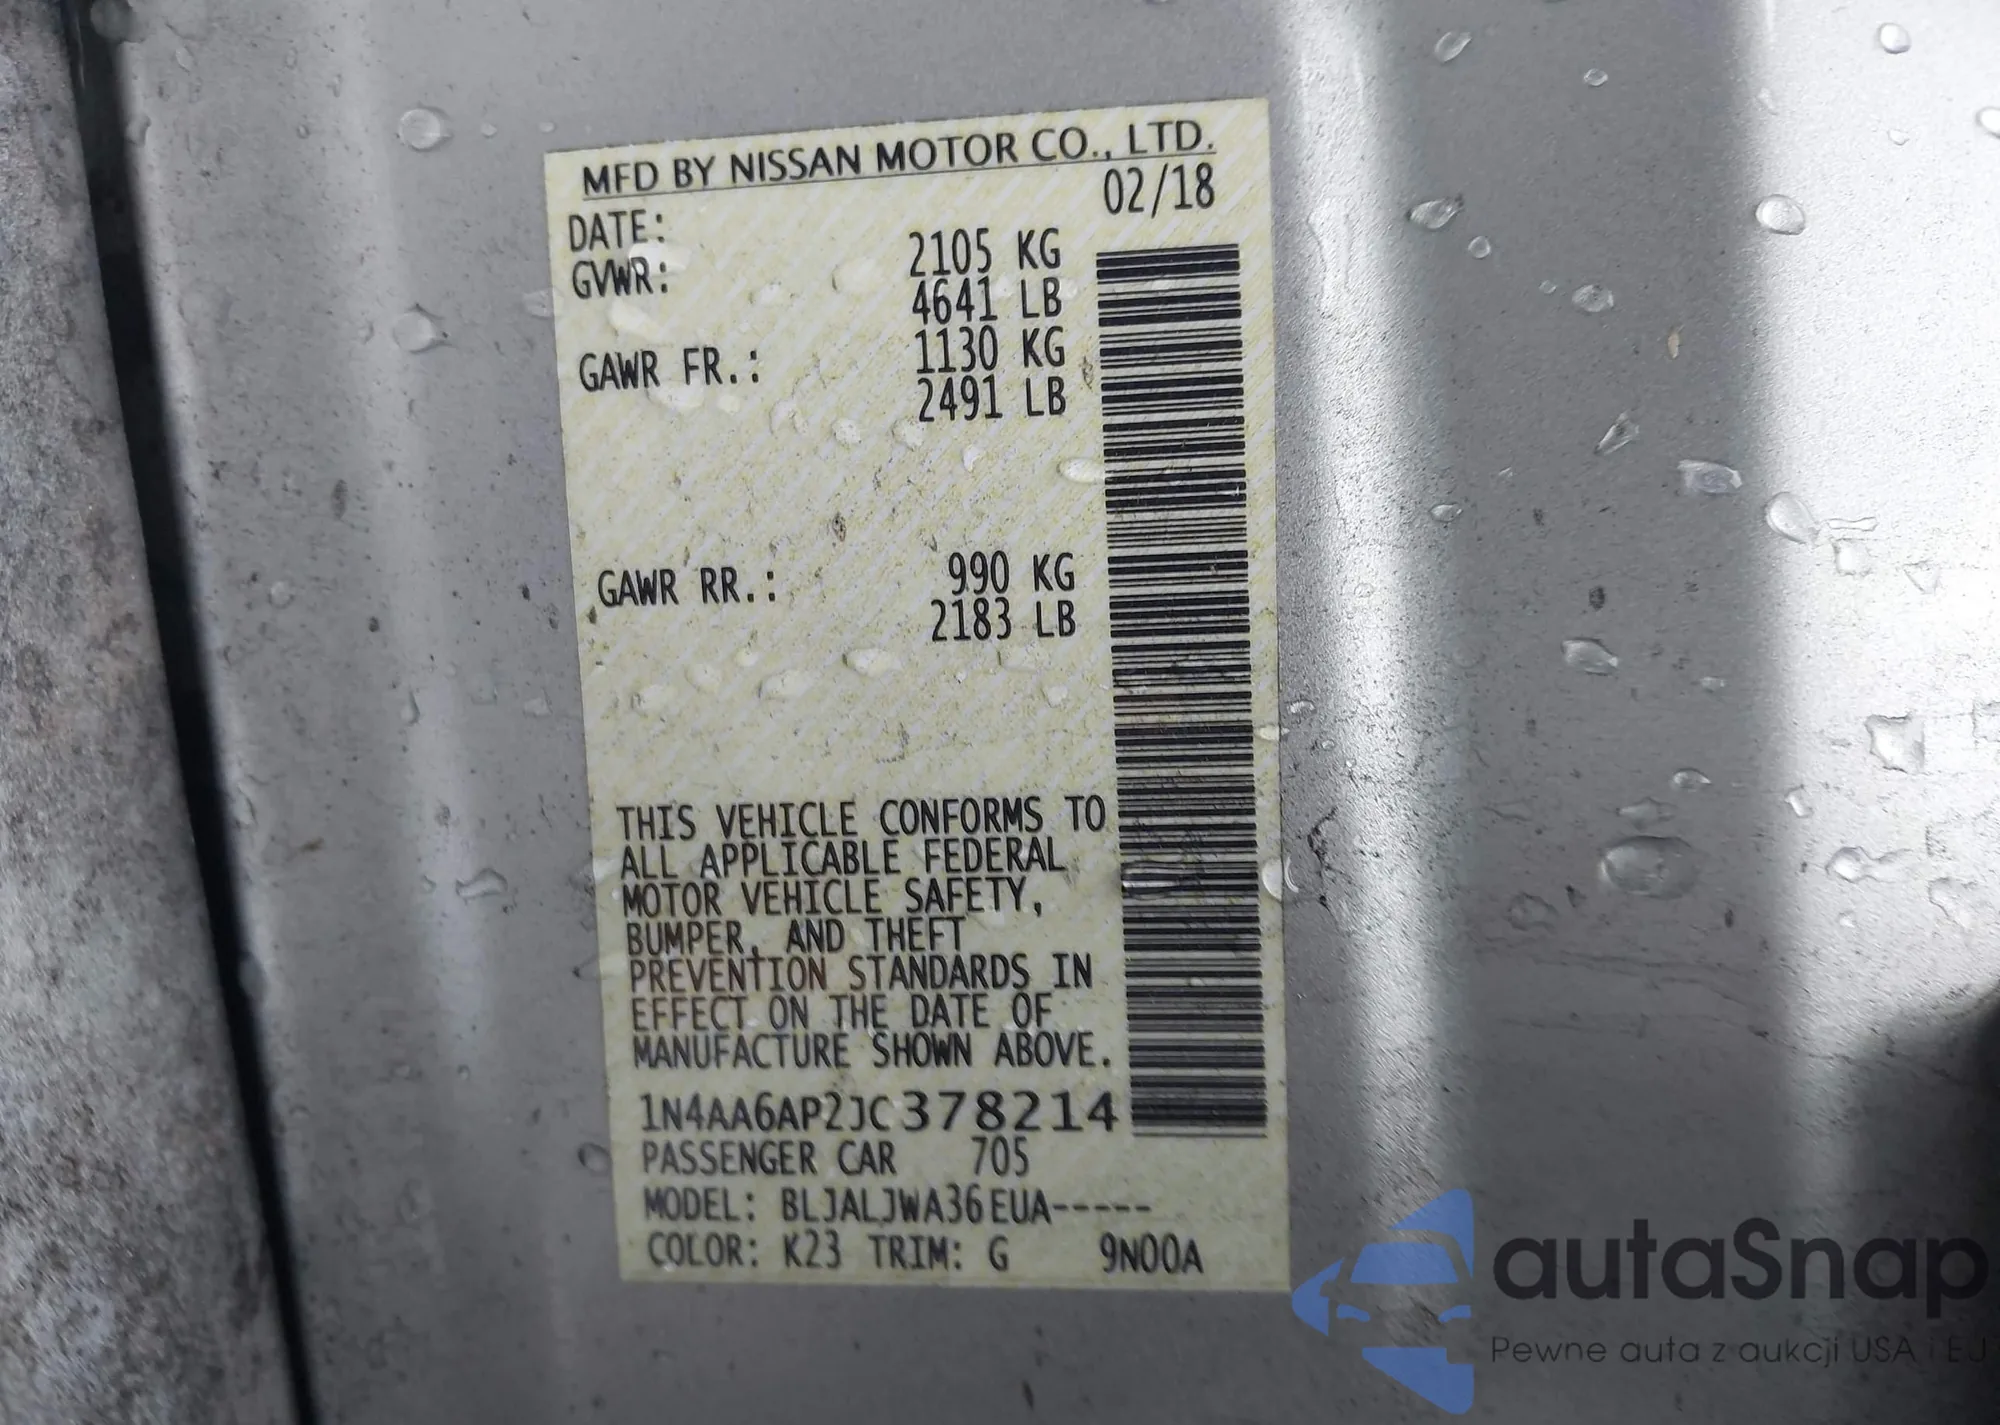 MFD BY NISSAN MOTOR CO., LTD.
DATE: 02/18
GVWR: 2105 KG
4641 LB
GAWR FR.: 1130 KG
2491 LB
GAWR RR.: 990 KG
2183 LB
THIS VEHICLE CONFORMS TO
ALL APPLICABLE FEDERAL
MOTOR VEHICLE SAFETY,
BUMPER, AND THEFT
PREVENTION STANDARDS IN
EFFECT ON THE DATE OF
MANUFACTURE SHOWN ABOVE.
1N4AA6AP2JC378214
PASSENGER CAR 705
MODEL: BLJALJWA36EUA-----
COLOR: K23 TRIM: G 9N00A
autaSnap
Pewne auta z aukcji USA i EU